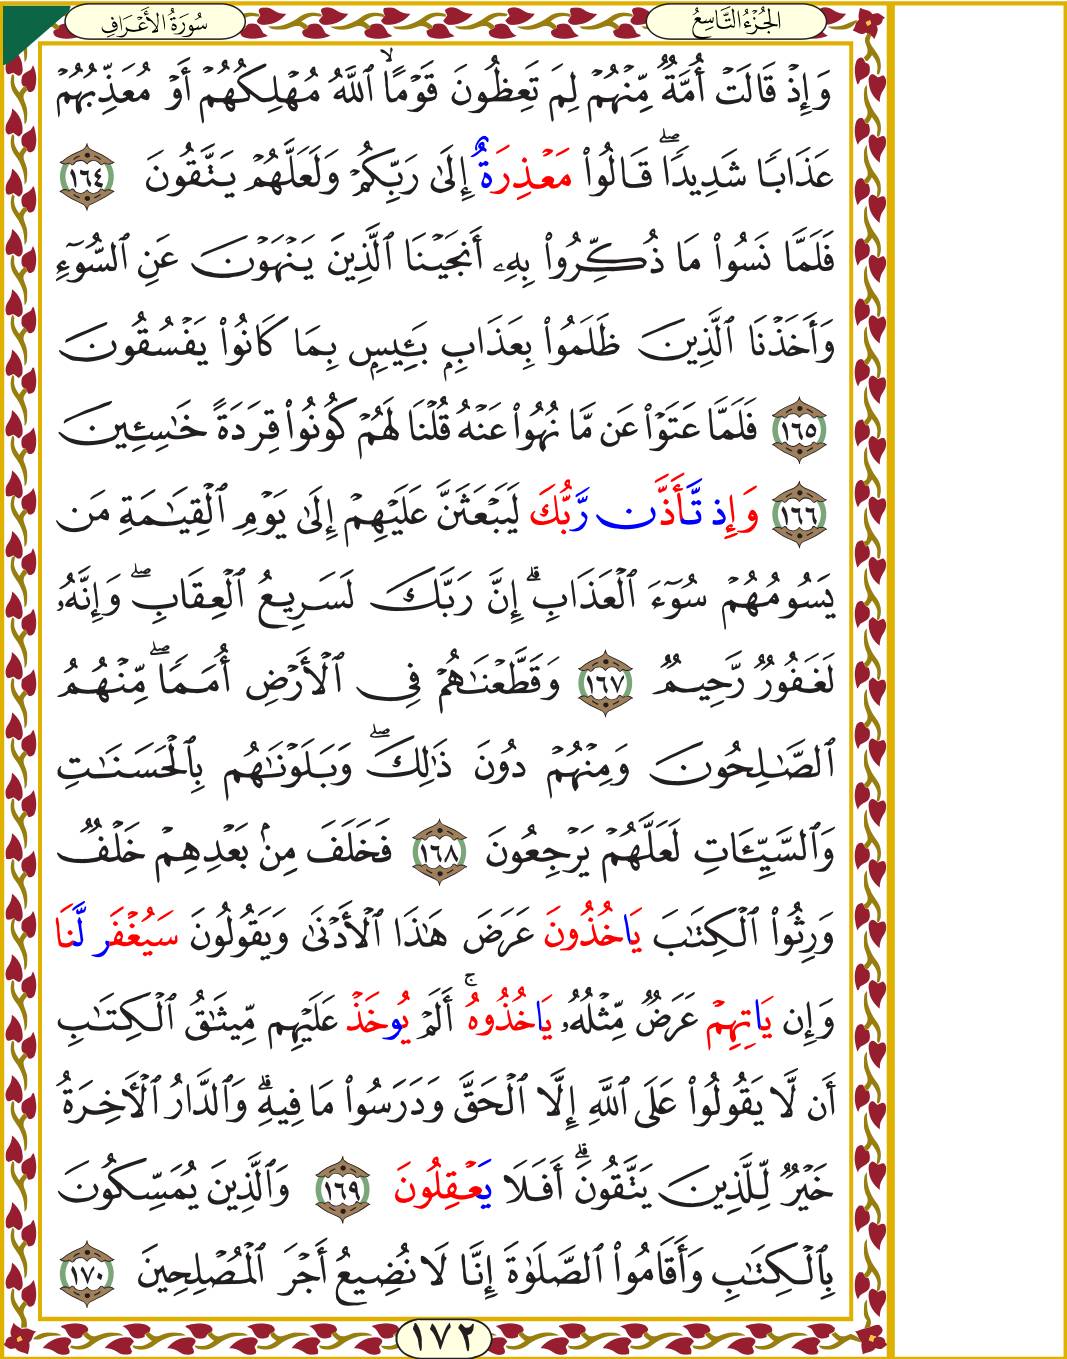 الجُزْءُ التَّاسِعُ
سُورَةُ الأَعْرَافِ
وَإِذْ قَالَتْ أُمَّةٌ مِّنْهُمْ لِمَ تَعِظُونَ قَوْمًا ۙ ٱللَّهُ مُهْلِكُهُمْ أَوْ مُعَذِّبُهُمْ
عَذَابًا شَدِيدًا ۖ قَالُوا۟ مَعْذِرَةٌ إِلَىٰ رَبِّكُمْ وَلَعَلَّهُمْ يَتَّقُونَ ١٦٤
فَلَمَّا نَسُوا۟ مَا ذُكِّرُوا۟ بِهِۦ أَنجَيْنَا ٱلَّذِينَ يَنْهَوْنَ عَنِ ٱلسُّوٓءِ
وَأَخَذْنَا ٱلَّذِينَ ظَلَمُوا۟ بِعَذَابٍۭ بَـِٔيسٍۭ بِمَا كَانُوا۟ يَفْسُقُونَ
١٦٥ فَلَمَّا عَتَوْا۟ عَن مَّا نُهُوا۟ عَنْهُ قُلْنَا لَهُمْ كُونُوا۟ قِرَدَةً خَـٰسِـِٔينَ
١٦٦ وَإِذ تَّأَذَّن رَّبُّكَ لَيَبْعَثَنَّ عَلَيْهِمْ إِلَىٰ يَوْمِ ٱلْقِيَـٰمَةِ مَن
يَسُومُهُمْ سُوٓءَ ٱلْعَذَابِ ۗ إِنَّ رَبَّكَ لَسَرِيعُ ٱلْعِقَابِ ۖ وَإِنَّهُۥ
لَغَفُورٌ رَّحِيمٌ ١٦٧ وَقَطَّعْنَـٰهُمْ فِى ٱلْأَرْضِ أُمَمًا ۖ مِّنْهُمُ
ٱلصَّـٰلِحُونَ وَمِنْهُمْ دُونَ ذَٰلِكَ ۖ وَبَلَوْنَـٰهُم بِٱلْحَسَنَـٰتِ
وَٱلسَّيِّـَٔاتِ لَعَلَّهُمْ يَرْجِعُونَ ١٦٨ فَخَلَفَ مِنۢ بَعْدِهِمْ خَلْفٌ
وَرِثُوا۟ ٱلْكِتَـٰبَ يَاخُذُونَ عَرَضَ هَـٰذَا ٱلْأَدْنَىٰ وَيَقُولُونَ سَيُغْفَر لَّنَا
وَإِن يَاتِهِمْ عَرَضٌ مِّثْلُهُۥ يَاخُذُوهُ ۚ أَلَمْ يُوخَذْ عَلَيْهِم مِّيثَـٰقُ ٱلْكِتَـٰبِ
أَن لَّا يَقُولُوا۟ عَلَى ٱللَّهِ إِلَّا ٱلْحَقَّ وَدَرَسُوا۟ مَا فِيهِ ۗ وَٱلدَّارُ ٱلْـَٔاخِرَةُ
خَيْرٌ لِّلَّذِينَ يَتَّقُونَ ۗ أَفَلَا يَعْقِلُونَ ١٦٩ وَٱلَّذِينَ يُمَسِّكُونَ
بِٱلْكِتَـٰبِ وَأَقَامُوا۟ ٱلصَّلَوٰةَ إِنَّا لَا نُضِيعُ أَجْرَ ٱلْمُصْلِحِينَ ١٧٠
١٧٢